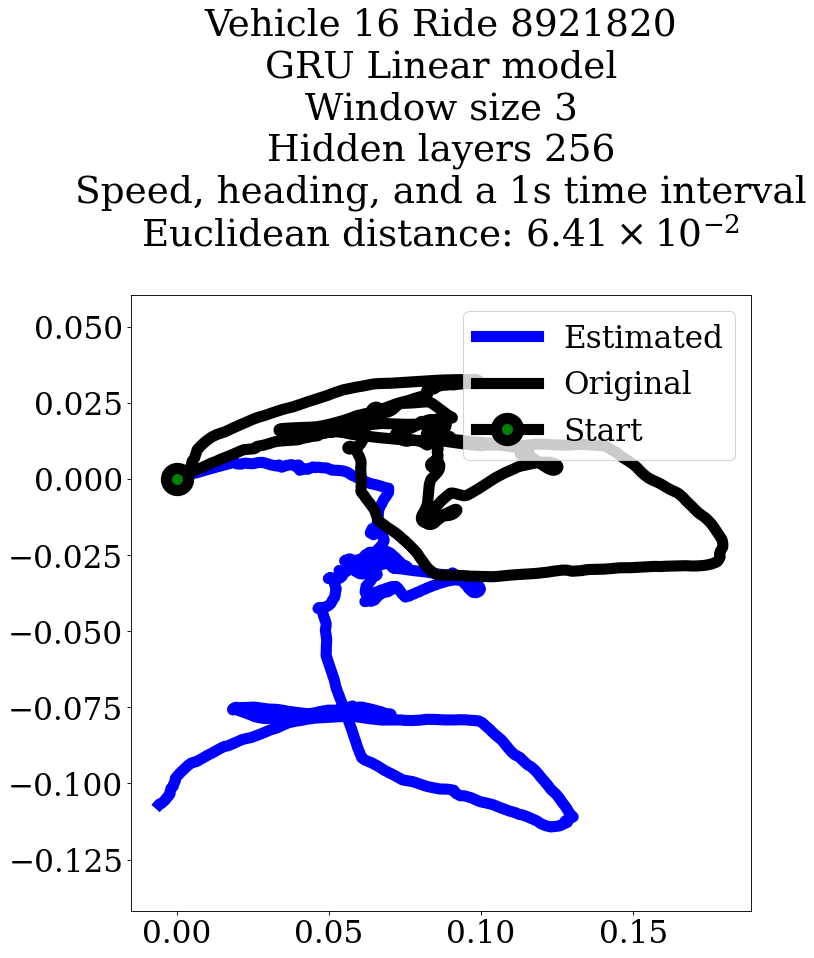 Vehicle 16 Ride 8921820
GRU Linear model
Window size 3
Hidden layers 256
Speed, heading, and a 1s time interval
Euclidean distance: 6.41 × 10⁻²
Estimated
Original
Start
0.050
0.025
0.000
−0.025
−0.050
−0.075
−0.100
−0.125
0.00 0.05 0.10 0.15